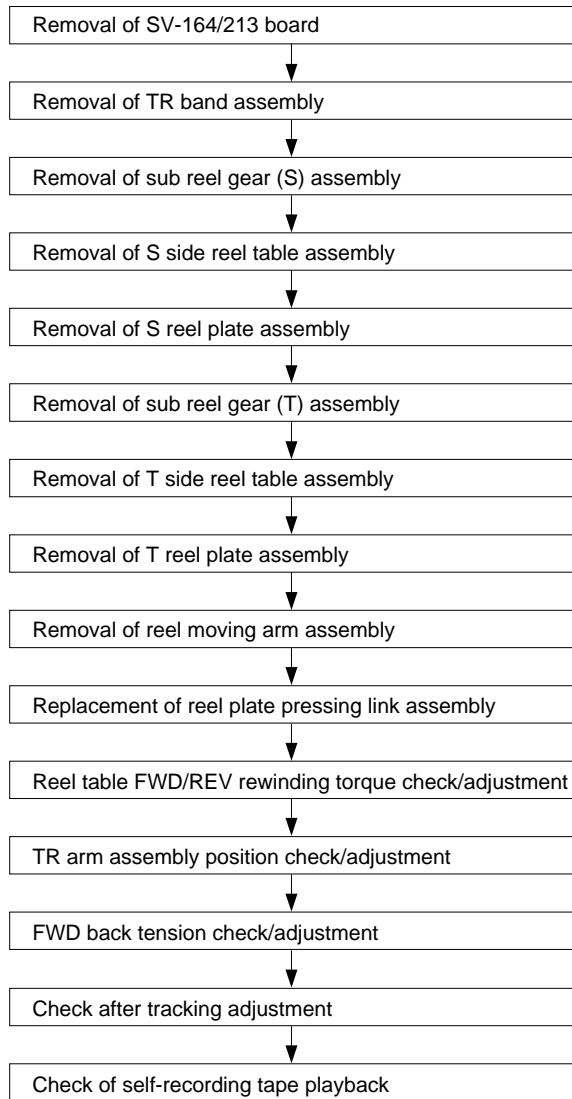 Removal of SV-164/213 board
Removal of TR band assembly
Removal of sub reel gear (S) assembly
Removal of S side reel table assembly
Removal of S reel plate assembly
Removal of sub reel gear (T) assembly
Removal of T side reel table assembly
Removal of T reel plate assembly
Removal of reel moving arm assembly
Replacement of reel plate pressing link assembly
Reel table FWD/REV rewinding torque check/adjustment
TR arm assembly position check/adjustment
FWD back tension check/adjustment
Check after tracking adjustment
Check of self-recording tape playback